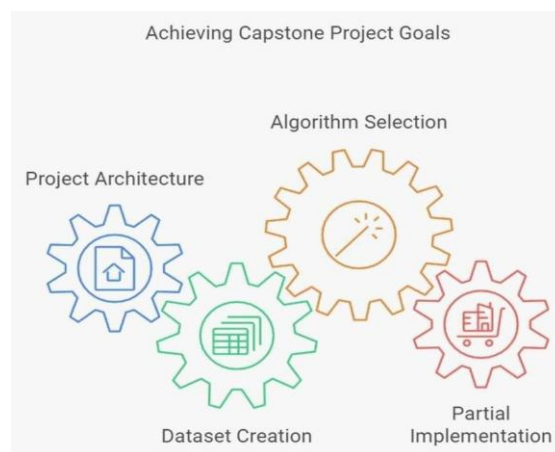 Achieving Capstone Project Goals
Algorithm Selection
Project Architecture
Dataset Creation
Partial
Implementation